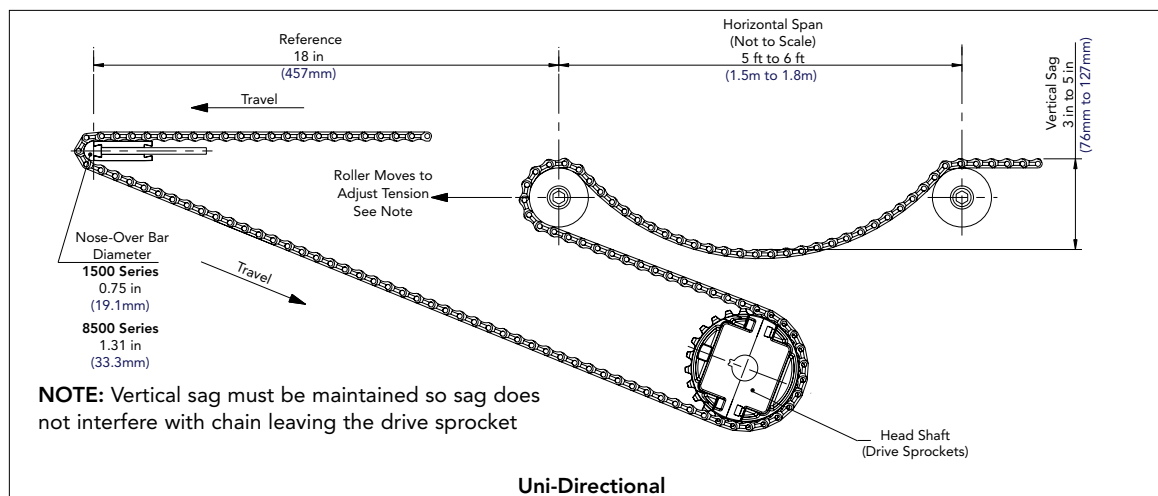 Reference
18 in
(457mm)
Horizontal Span
(Not to Scale)
5 ft to 6 ft
(1.5m to 1.8m)
Vertical Sag
3 in to 5 in
(76mm to 127mm)
Travel
Roller Moves to
Adjust Tension
See Note
Nose-Over Bar
Diameter
1500 Series
0.75 in
(19.1mm)
8500 Series
1.31 in
(33.3mm)
Travel
NOTE: Vertical sag must be maintained so sag does
not interfere with chain leaving the drive sprocket
Head Shaft
(Drive Sprockets)
Uni-Directional